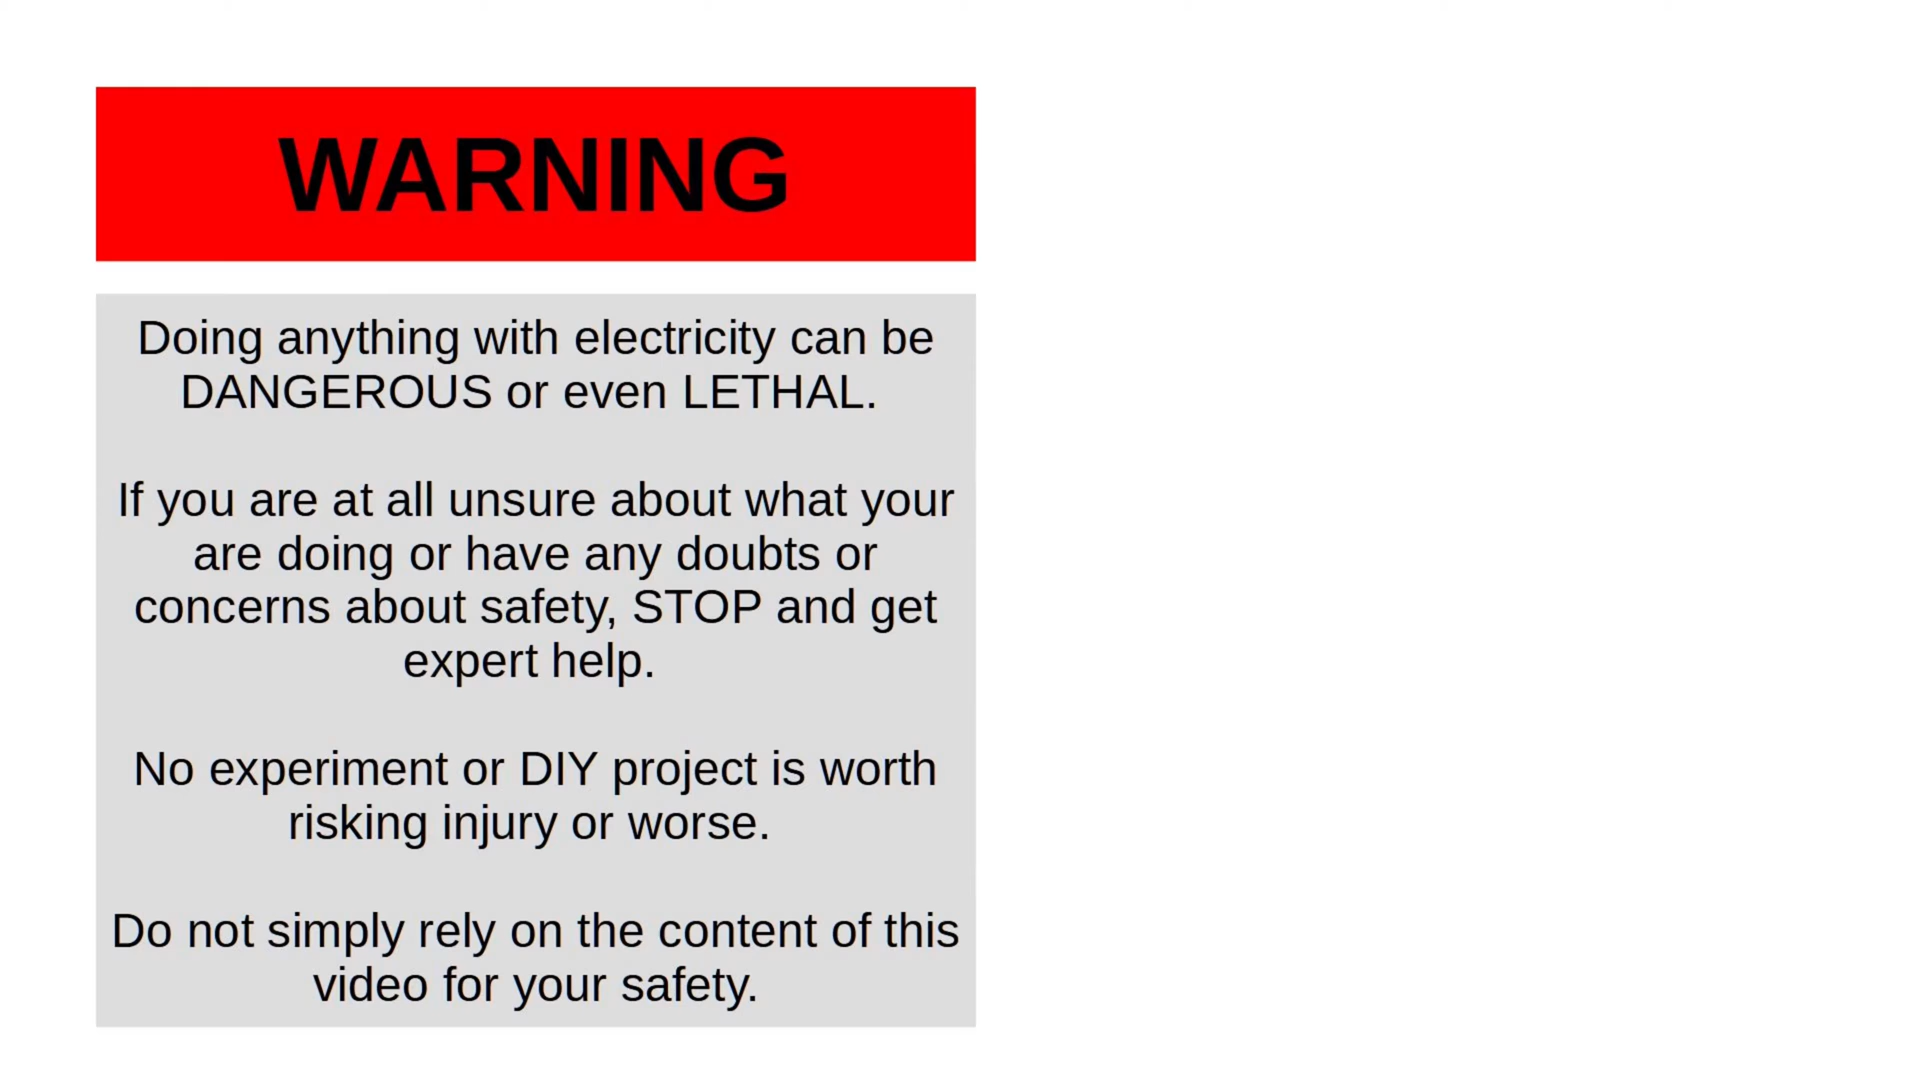 WARNING
Doing anything with electricity can be
DANGEROUS or even LETHAL.
If you are at all unsure about what your
are doing or have any doubts or
concerns about safety, STOP and get
expert help.
No experiment or DIY project is worth
risking injury or worse.
Do not simply rely on the content of this
video for your safety.